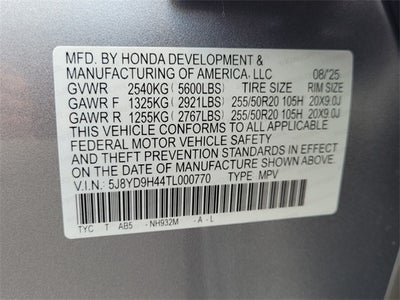 MFD. BY HONDA DEVELOPMENT &
MANUFACTURING OF AMERICA, LLC 08/25
GVWR 2540KG (5600LBS) TIRE SIZE RIM SIZE
GAWR F 1325KG (2921LBS) 255/50R20 105H 20X9.0J
GAWR R 1255KG (2767LBS) 255/50R20 105H 20X9.0J
THIS VEHICLE CONFORMS TO ALL APPLICABLE
FEDERAL MOTOR VEHICLE SAFETY
STANDARDS IN EFFECT ON THE
DATE OF MANUFACTURE SHOWN ABOVE.
V.I.N.: 5J8YD9H44TL000770 TYPE: MPV
TYC T AB5 -NH932M -A -L